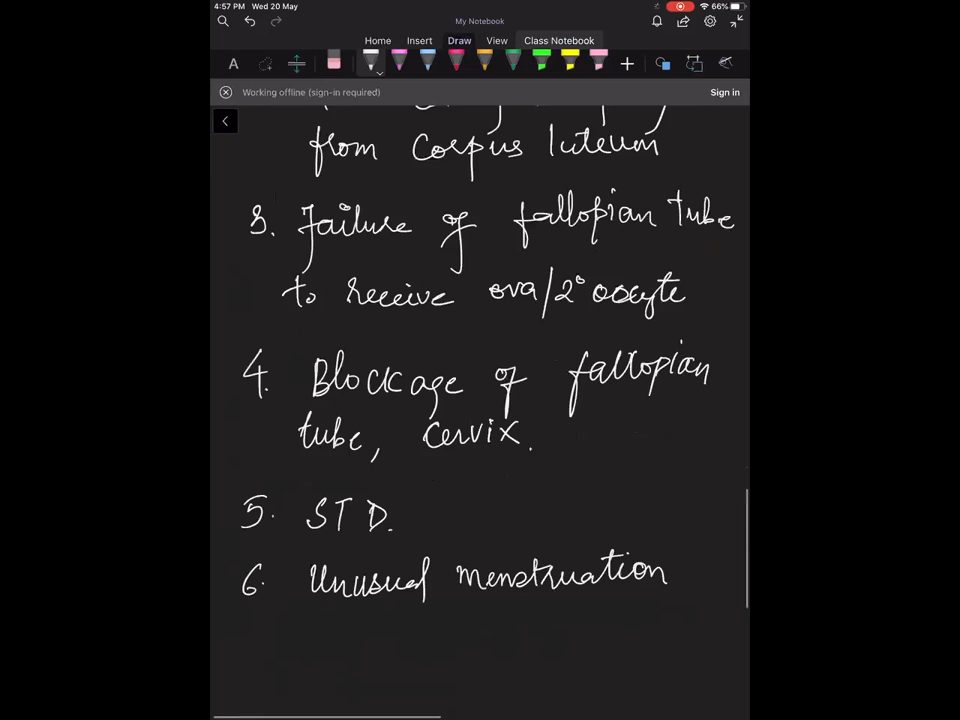 4:57 PM Wed 20 May 66%
My Notebook
Home Insert Draw View Class Notebook
A
Working offline (sign-in required) Sign in
from Corpus luteum
3. Failure of fallopian tube
to receive ova/2° oocyte
4. Blockage of fallopian
tube, cervix.
5. STD.
6. Unusual menstruation